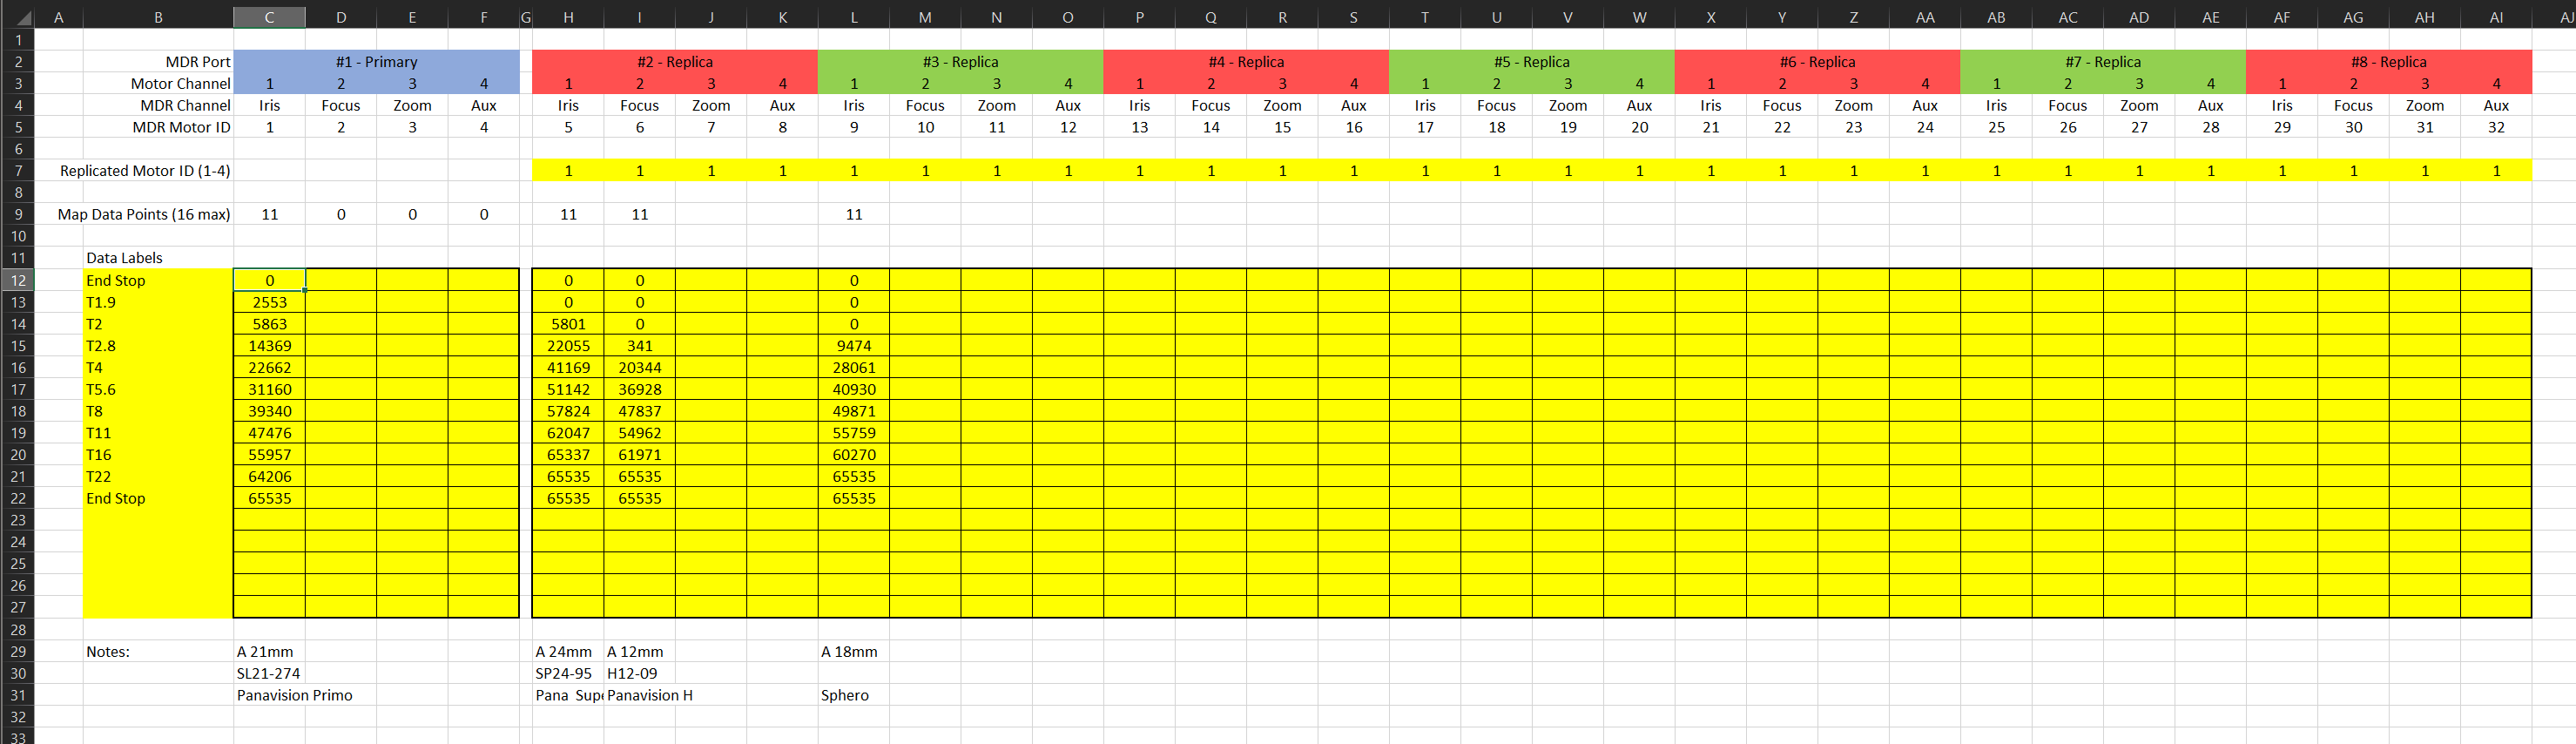 A B C D E F G H I J K L M N O P Q R S T U V W X Y Z AA AB AC AD AE AF AG AH AI AJ
1
2 MDR Port #1 - Primary #2 - Replica #3 - Replica #4 - Replica #5 - Replica #6 - Replica #7 - Replica #8 - Replica
3 Motor Channel 1 2 3 4 1 2 3 4 1 2 3 4 1 2 3 4 1 2 3 4 1 2 3 4 1 2 3 4 1 2 3 4
4 MDR Channel Iris Focus Zoom Aux Iris Focus Zoom Aux Iris Focus Zoom Aux Iris Focus Zoom Aux Iris Focus Zoom Aux Iris Focus Zoom Aux Iris Focus Zoom Aux Iris Focus Zoom Aux
5 MDR Motor ID 1 2 3 4 5 6 7 8 9 10 11 12 13 14 15 16 17 18 19 20 21 22 23 24 25 26 27 28 29 30 31 32
6
7 Replicated Motor ID (1-4) 1 1 1 1 1 1 1 1 1 1 1 1 1 1 1 1 1 1 1 1 1 1 1 1 1 1 1 1
8
9 Map Data Points (16 max) 11 0 0 0 11 11 11
10
11 Data Labels
12 End Stop 0 0 0 0
13 T1.9 2553 0 0 0
14 T2 5863 5801 0 0
15 T2.8 14369 22055 341 9474
16 T4 22662 41169 20344 28061
17 T5.6 31160 51142 36928 40930
18 T8 39340 57824 47837 49871
19 T11 47476 62047 54962 55759
20 T16 55957 65337 61971 60270
21 T22 64206 65535 65535 65535
22 End Stop 65535 65535 65535 65535
23
24
25
26
27
28
29 Notes: A 21mm A 24mm A 12mm A 18mm
30 SL21-274 SP24-95 H12-09
31 Panavision Primo Pana Supe Panavision H Sphero
32
33